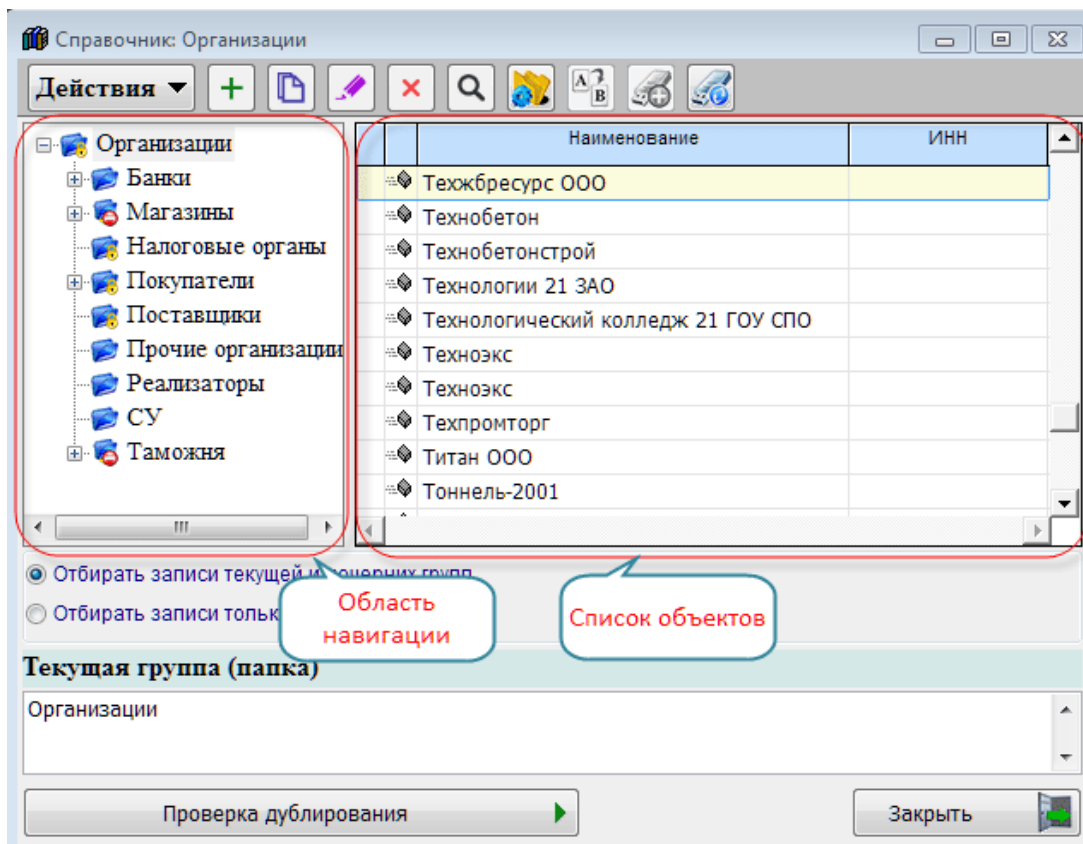 Справочник: Организации
Действия
A
B
Организации
Банки
Магазины
Налоговые органы
Покупатели
Поставщики
Прочие организации
Реализаторы
СУ
Таможня
Наименование ИНН
Техжбресурс ООО
Технобетон
Технобетонстрой
Технологии 21 ЗАО
Технологический колледж 21 ГОУ СПО
Техноэкс
Техноэкс
Техпромторг
Титан ООО
Тоннель-2001
Отбирать записи текущей и дочерних групп
Отбирать записи
Область
навигации
Список объектов
Текущая группа (папка)
Организации
Проверка дублирования
Закрыть